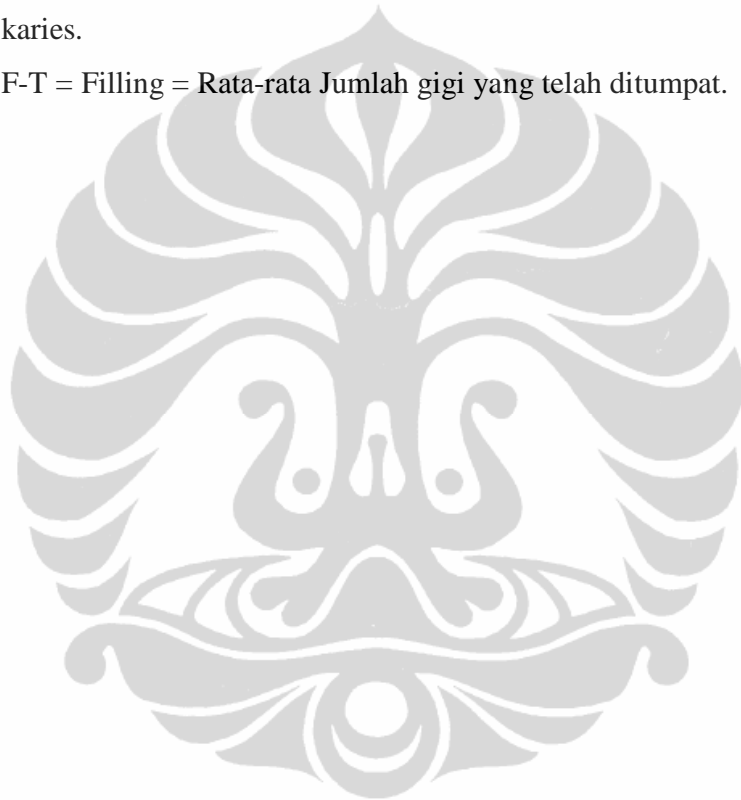 karies.
F-T = Filling = Rata-rata Jumlah gigi yang telah ditumpat.